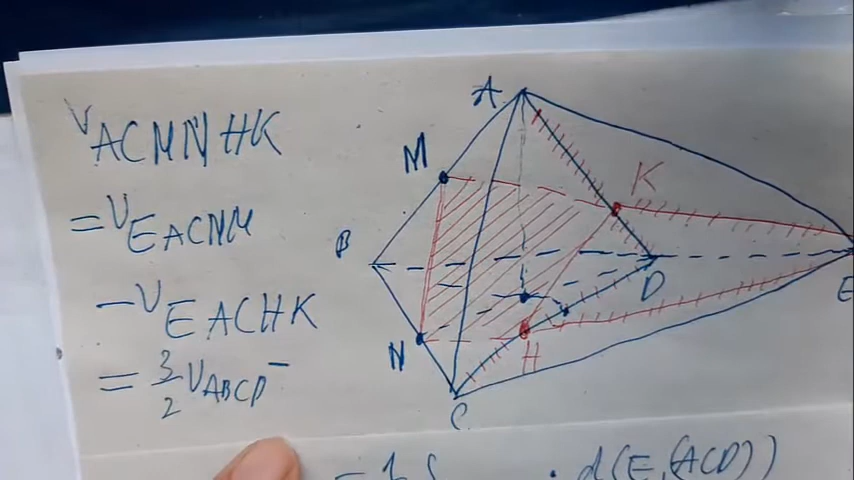 V ACMNHK
= V EACNM
- V EACHK
= 3/2 V ABCD -
A
M
K
B
D
E
N
H
C
· d(E,(ACD))